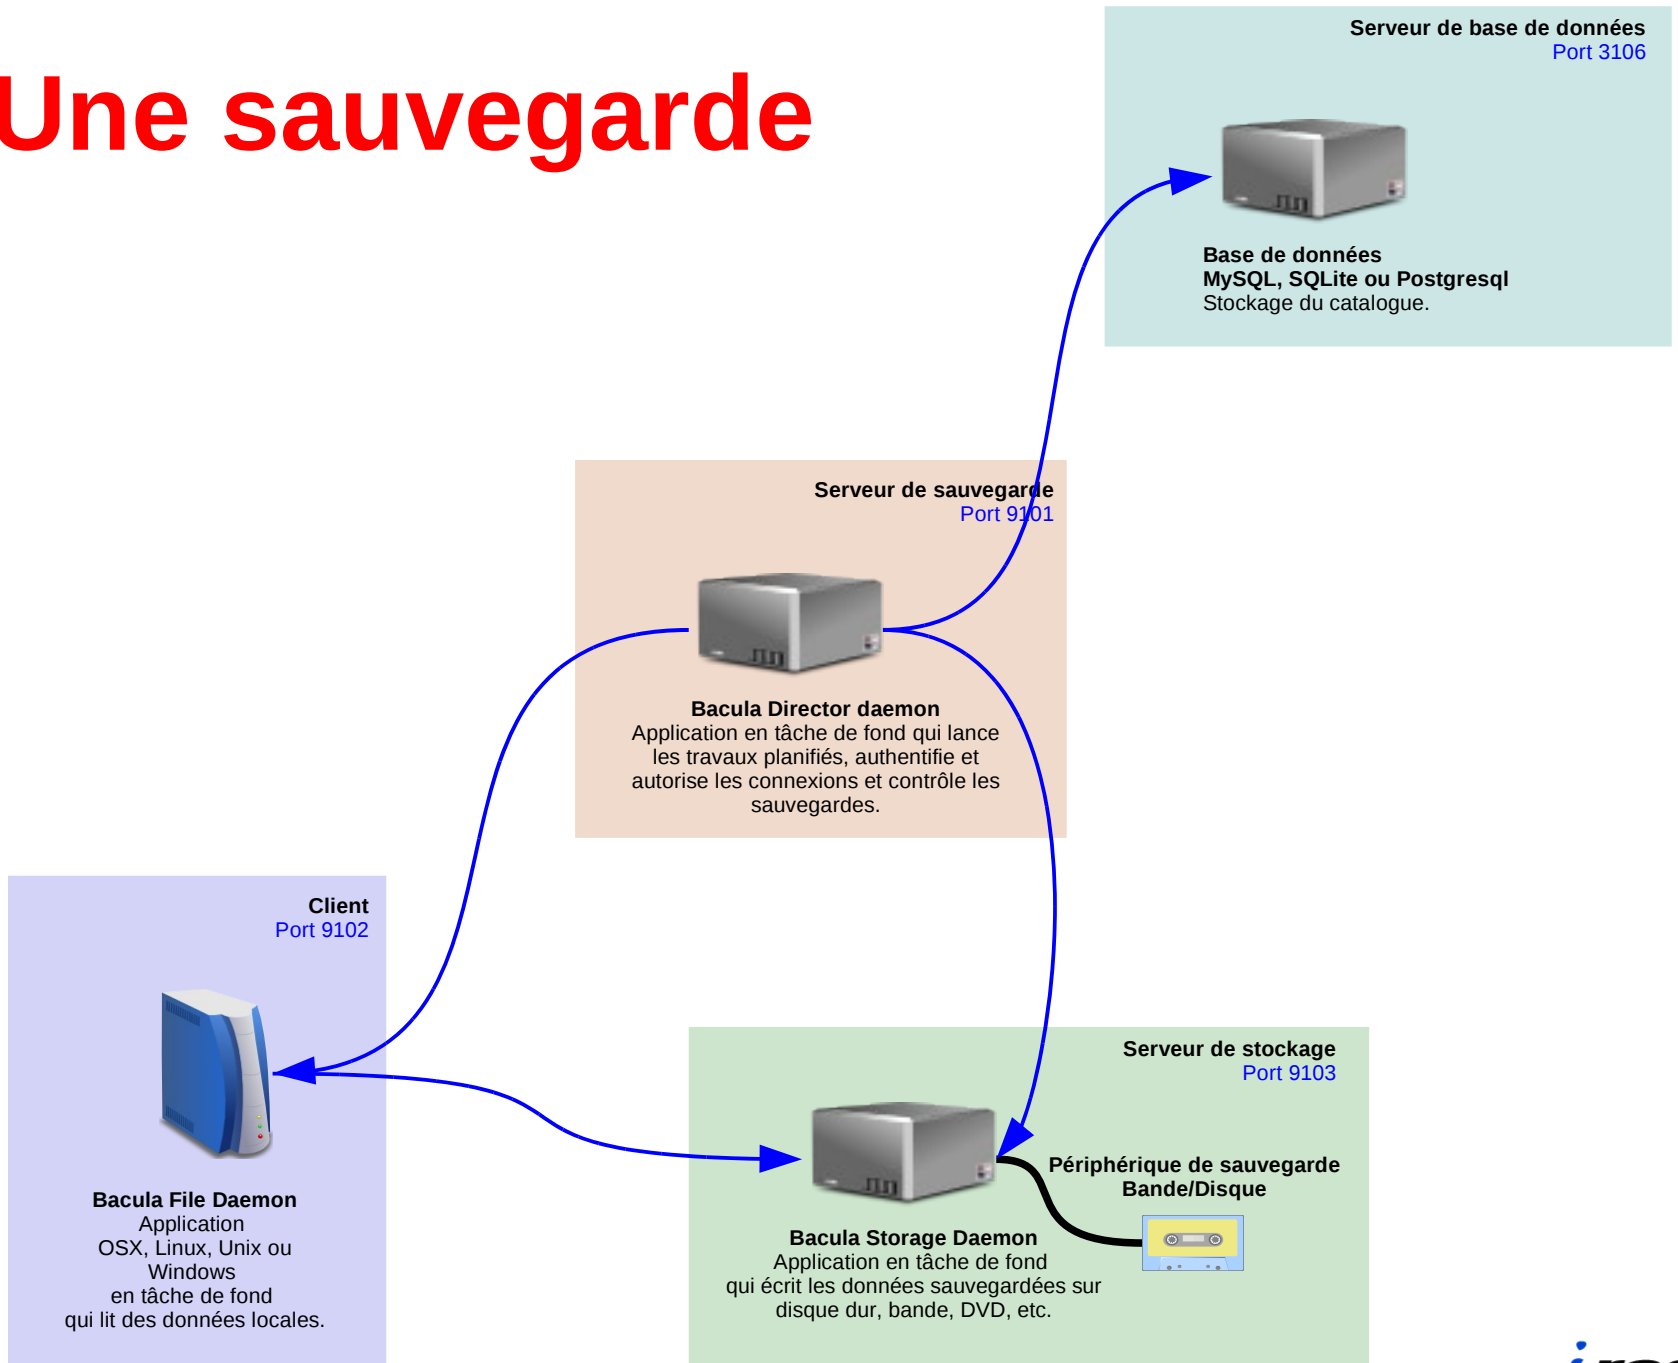 Une sauvegarde
Serveur de base de données
Port 3106
Base de données
MySQL, SQLite ou Postgresql
Stockage du catalogue.
Serveur de sauvegarde
Port 9101
Bacula Director daemon
Application en tâche de fond qui lance
les travaux planifiés, authentifie et
autorise les connexions et contrôle les
sauvegardes.
Client
Port 9102
Bacula File Daemon
Application
OSX, Linux, Unix ou
Windows
en tâche de fond
qui lit des données locales.
Serveur de stockage
Port 9103
Périphérique de sauvegarde
Bande/Disque
Bacula Storage Daemon
Application en tâche de fond
qui écrit les données sauvegardées sur
disque dur, bande, DVD, etc.